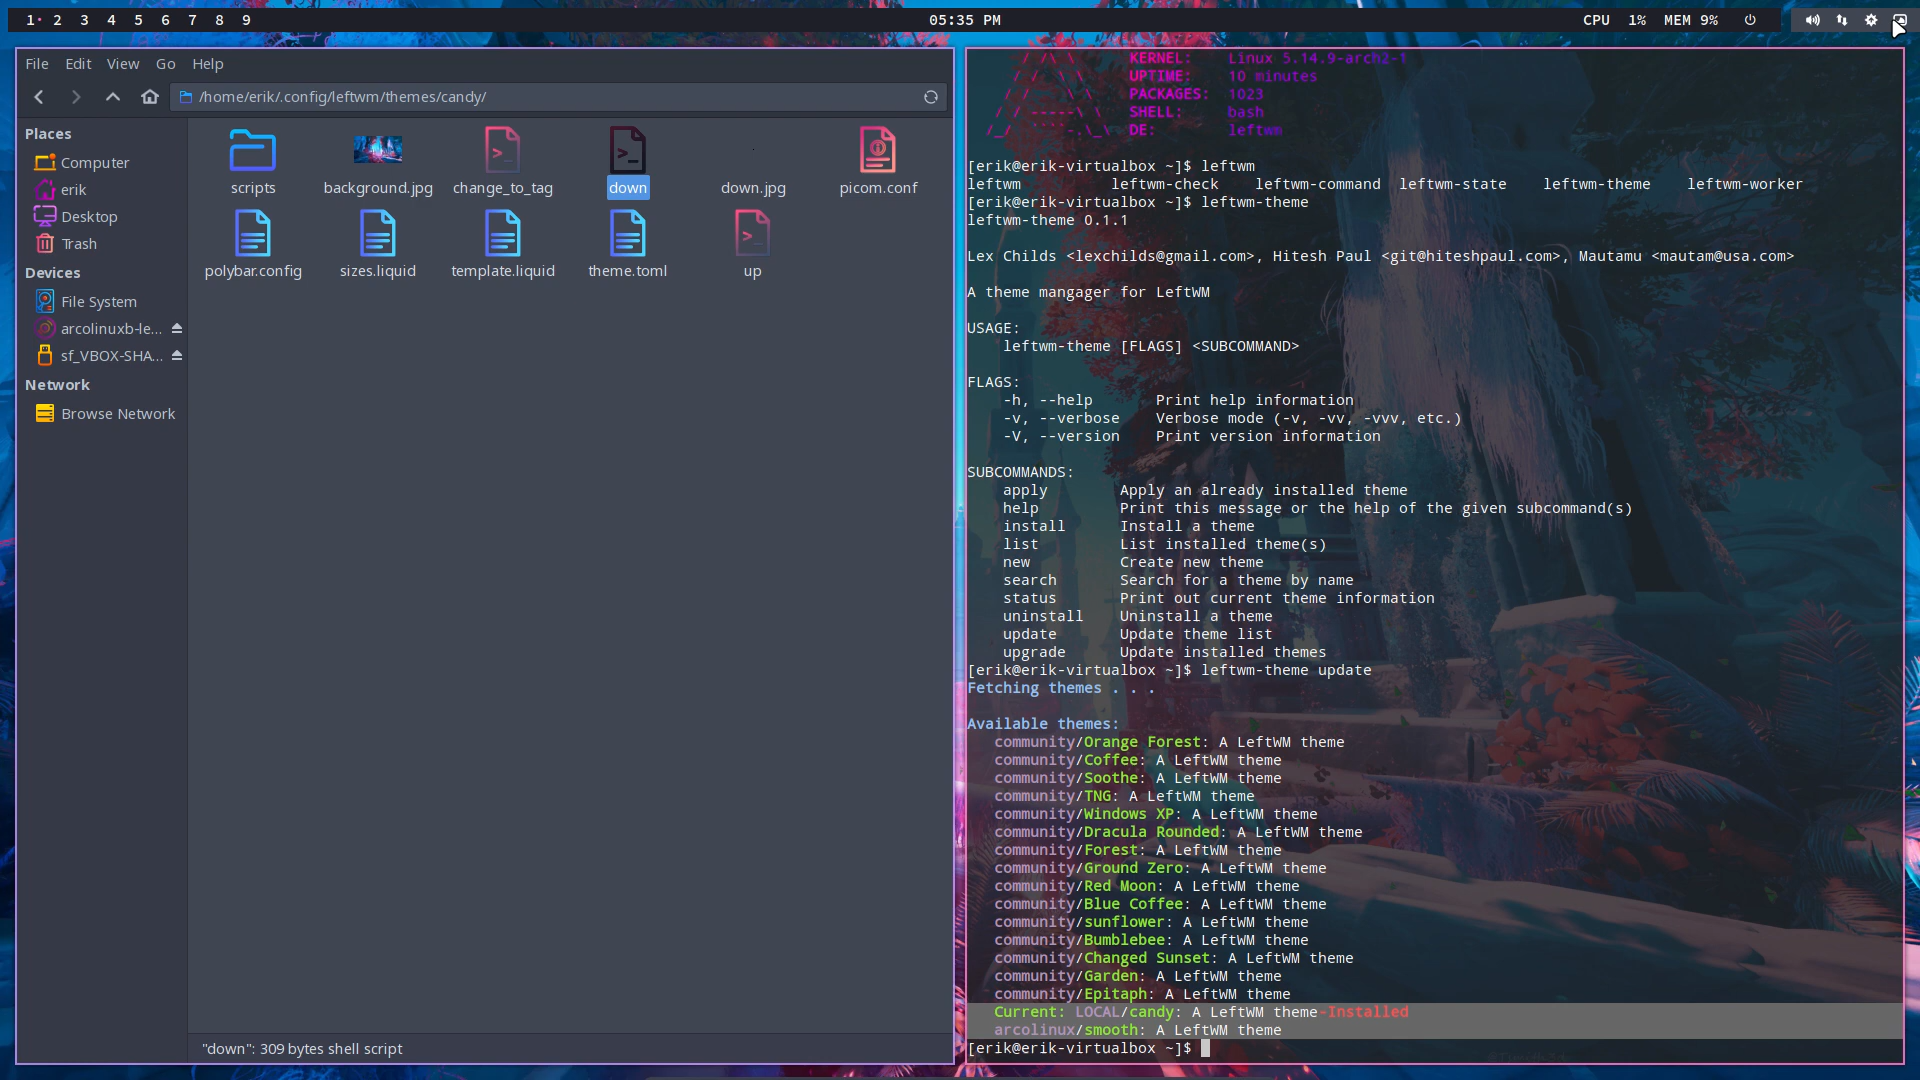 1 2 3 4 5 6 7 8 9
05:35 PM
CPU 1% MEM 9%
File Edit View Go Help
/home/erik/.config/leftwm/themes/candy/
Places
Computer
erik
Desktop
Trash
Devices
File System
arcolinuxb-le...
sf_VBOX-SHA...
Network
Browse Network
scripts background.jpg change_to_tag down down.jpg picom.conf
polybar.config sizes.liquid template.liquid theme.toml up
"down": 309 bytes shell script
KERNEL: Linux 5.14.9-arch2-1
UPTIME: 10 minutes
PACKAGES: 1023
SHELL: bash
DE: leftwm
[erik@erik-virtualbox ~]$ leftwm
leftwm leftwm-check leftwm-command leftwm-state leftwm-theme leftwm-worker
[erik@erik-virtualbox ~]$ leftwm-theme
leftwm-theme 0.1.1
Lex Childs <lexchilds@gmail.com>, Hitesh Paul <git@hiteshpaul.com>, Mautamu <mautam@usa.com>
A theme mangager for LeftWM
USAGE:
leftwm-theme [FLAGS] <SUBCOMMAND>
FLAGS:
-h, --help Print help information
-v, --verbose Verbose mode (-v, -vv, -vvv, etc.)
-V, --version Print version information
SUBCOMMANDS:
apply Apply an already installed theme
help Print this message or the help of the given subcommand(s)
install Install a theme
list List installed theme(s)
new Create new theme
search Search for a theme by name
status Print out current theme information
uninstall Uninstall a theme
update Update theme list
upgrade Update installed themes
[erik@erik-virtualbox ~]$ leftwm-theme update
Fetching themes . . .
Available themes:
community/Orange Forest: A LeftWM theme
community/Coffee: A LeftWM theme
community/Soothe: A LeftWM theme
community/TNG: A LeftWM theme
community/Windows XP: A LeftWM theme
community/Dracula Rounded: A LeftWM theme
community/Forest: A LeftWM theme
community/Ground Zero: A LeftWM theme
community/Red Moon: A LeftWM theme
community/Blue Coffee: A LeftWM theme
community/sunflower: A LeftWM theme
community/Bumblebee: A LeftWM theme
community/Changed Sunset: A LeftWM theme
community/Garden: A LeftWM theme
community/Epitaph: A LeftWM theme
Current: LOCAL/candy: A LeftWM theme-Installed
arcolinux/smooth: A LeftWM theme
[erik@erik-virtualbox ~]$